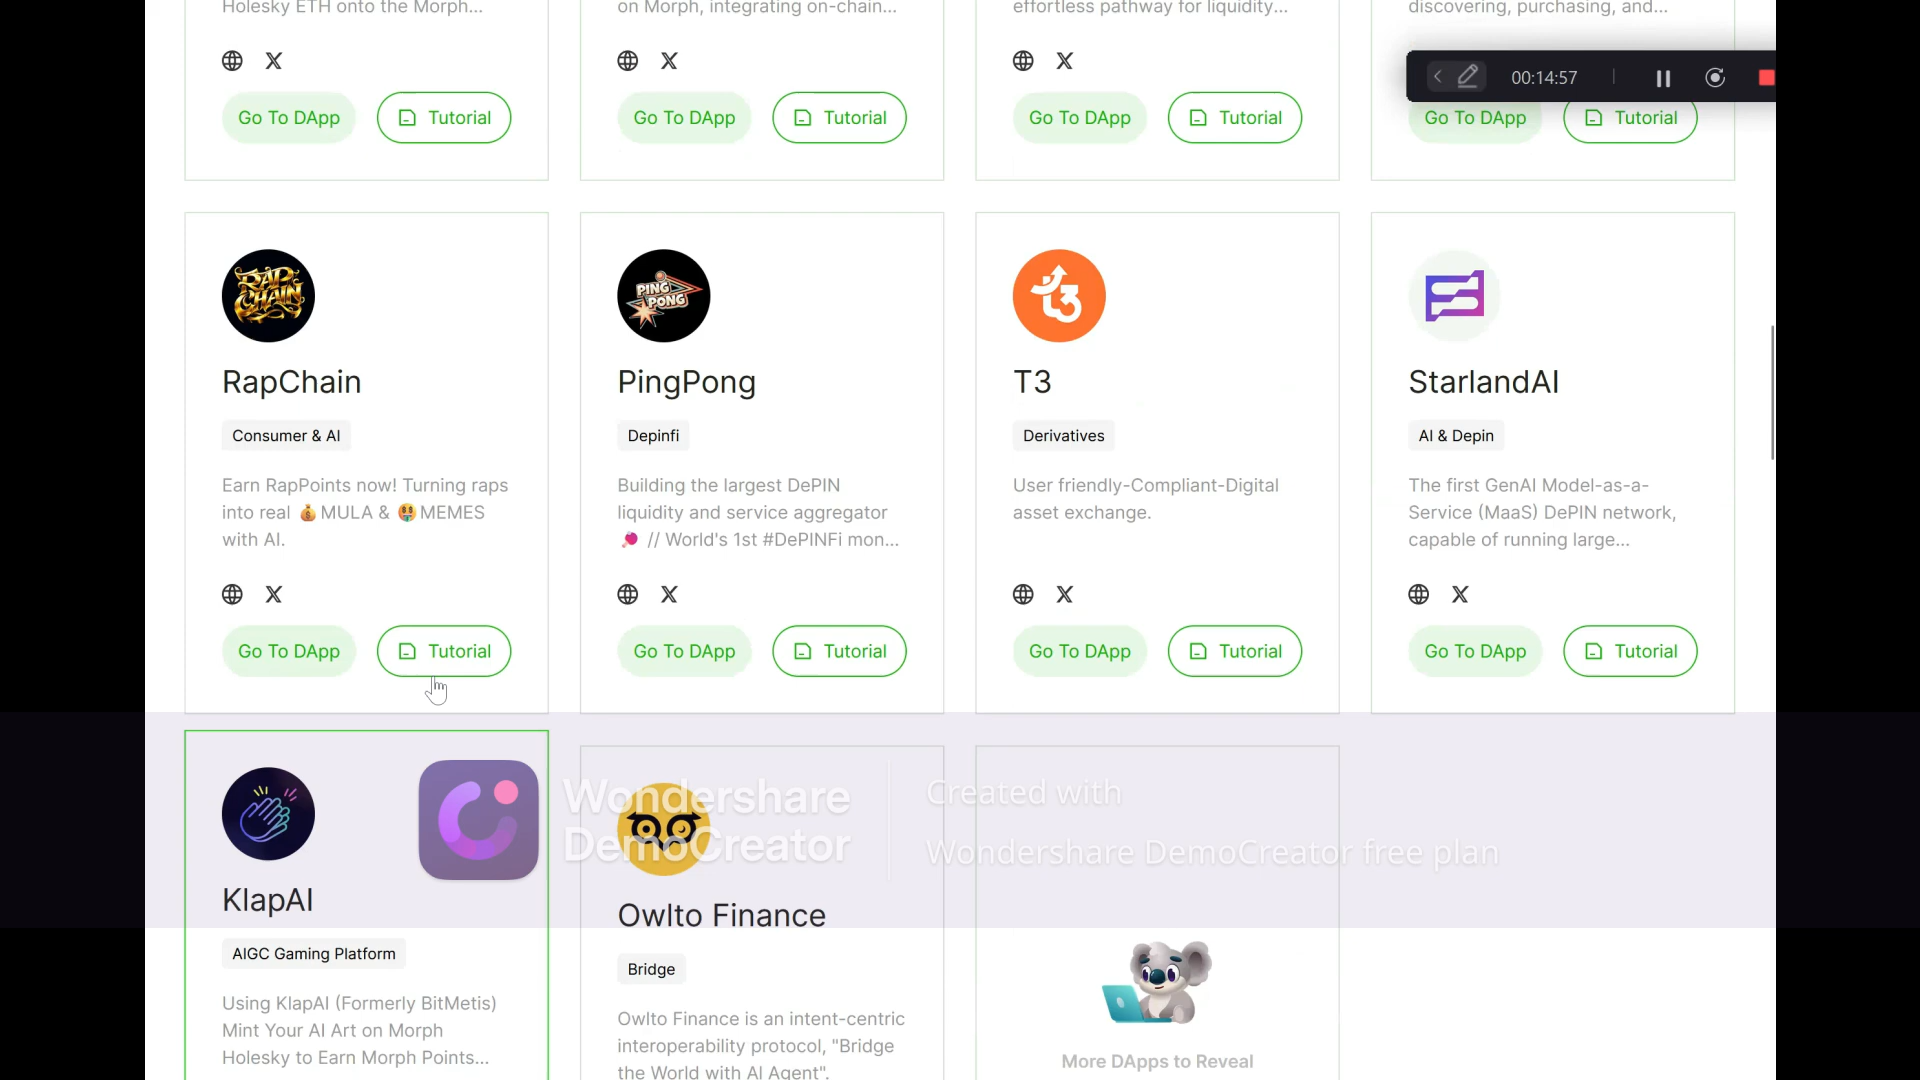 Holesky ETH onto the Morph...
on Morph, integrating on-chain...
effortless pathway for liquidity...
discovering, purchasing, and...
00:14:57
Go To DApp
Tutorial
Go To DApp
Tutorial
Go To DApp
Tutorial
Go To DApp
Tutorial
RAP CHAIN
RapChain
Consumer & AI
Earn RapPoints now! Turning raps
into real 💰MULA & 🤑MEMES
with AI.
Go To DApp
Tutorial
PING PONG
PingPong
Depinfi
Building the largest DePIN
liquidity and service aggregator
🏓 // World's 1st #DePINFi mon...
Go To DApp
Tutorial
t3
T3
Derivatives
User friendly-Compliant-Digital
asset exchange.
Go To DApp
Tutorial
StarlandAI
AI & Depin
The first GenAI Model-as-a-
Service (MaaS) DePIN network,
capable of running large...
Go To DApp
Tutorial
Wondershare
DemoCreator
Created with
Wondershare DemoCreator free plan
KlapAI
AIGC Gaming Platform
Using KlapAI (Formerly BitMetis)
Mint Your AI Art on Morph
Holesky to Earn Morph Points...
Owlto Finance
Bridge
Owlto Finance is an intent-centric
interoperability protocol, "Bridge
the World with AI Agent".
More DApps to Reveal